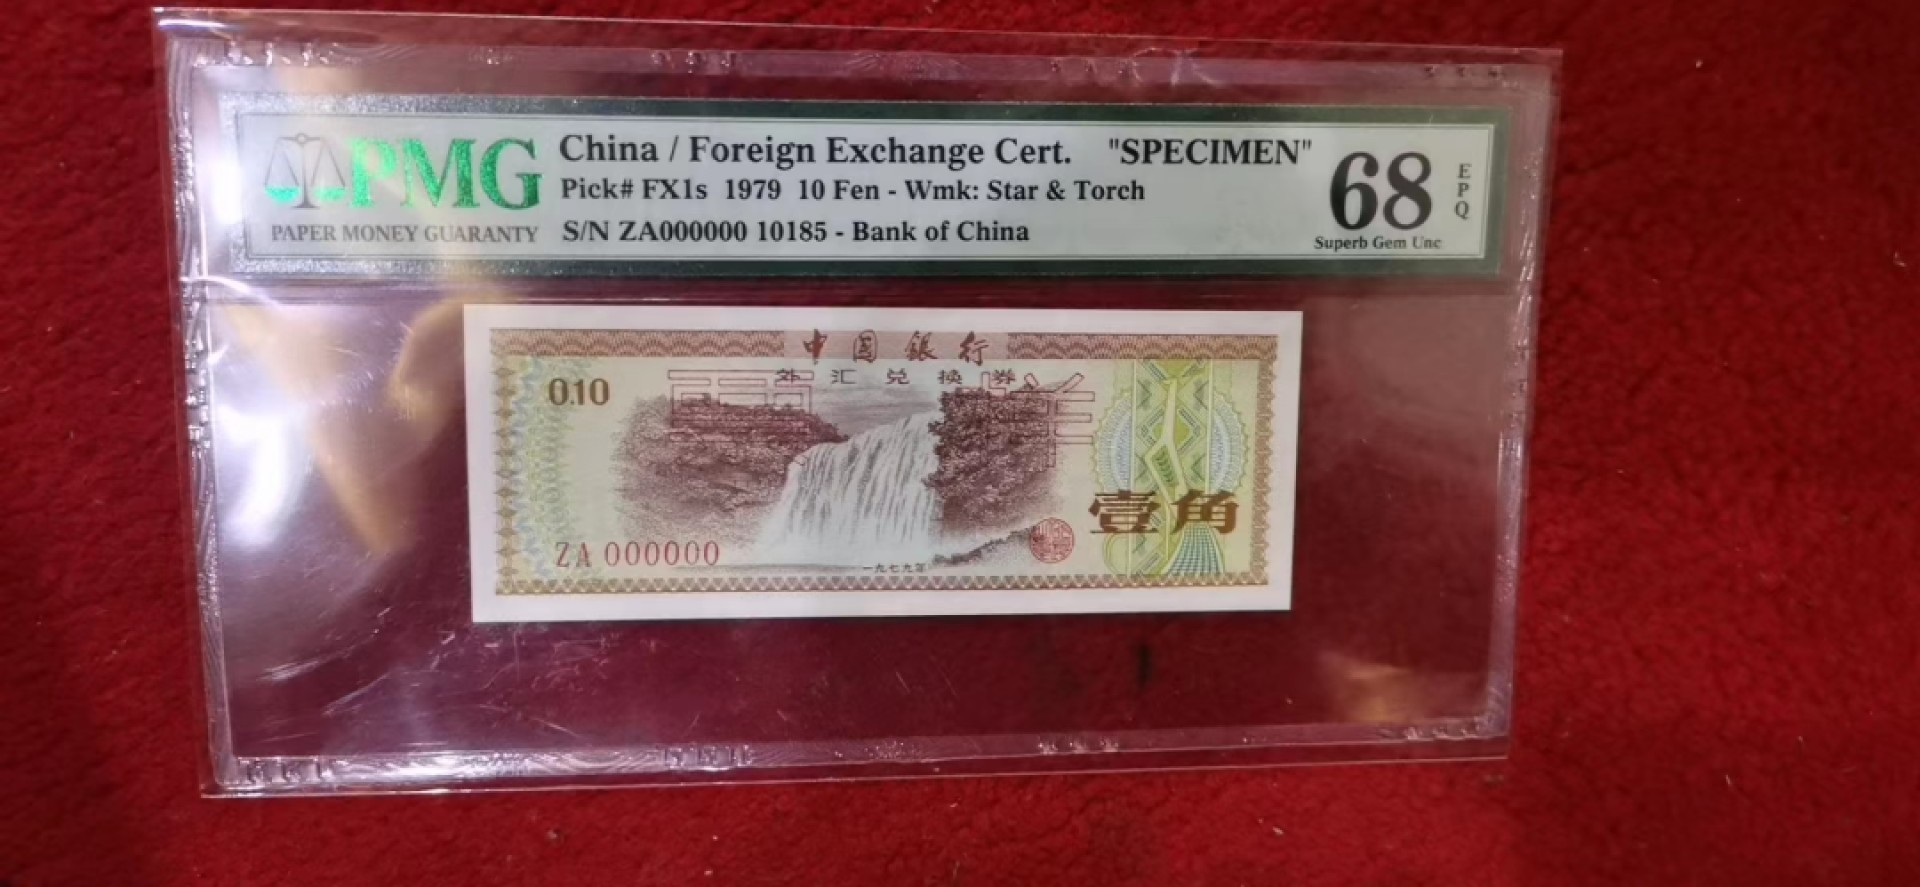 PMG
PAPER MONEY GUARANTY
China / Foreign Exchange Cert. "SPECIMEN"
Pick# FX1s 1979 10 Fen - Wmk: Star & Torch
S/N ZA000000 10185 - Bank of China
68
EPQ
Superb Gem Unc
中国银行
外汇兑换券
0.10
票样
壹角
ZA 000000
一九七九年